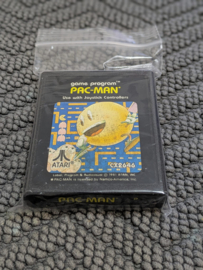 game program™
PAC-MAN*
Use with Joystick Controllers
CX2646
ATARI®
PAC-MAN